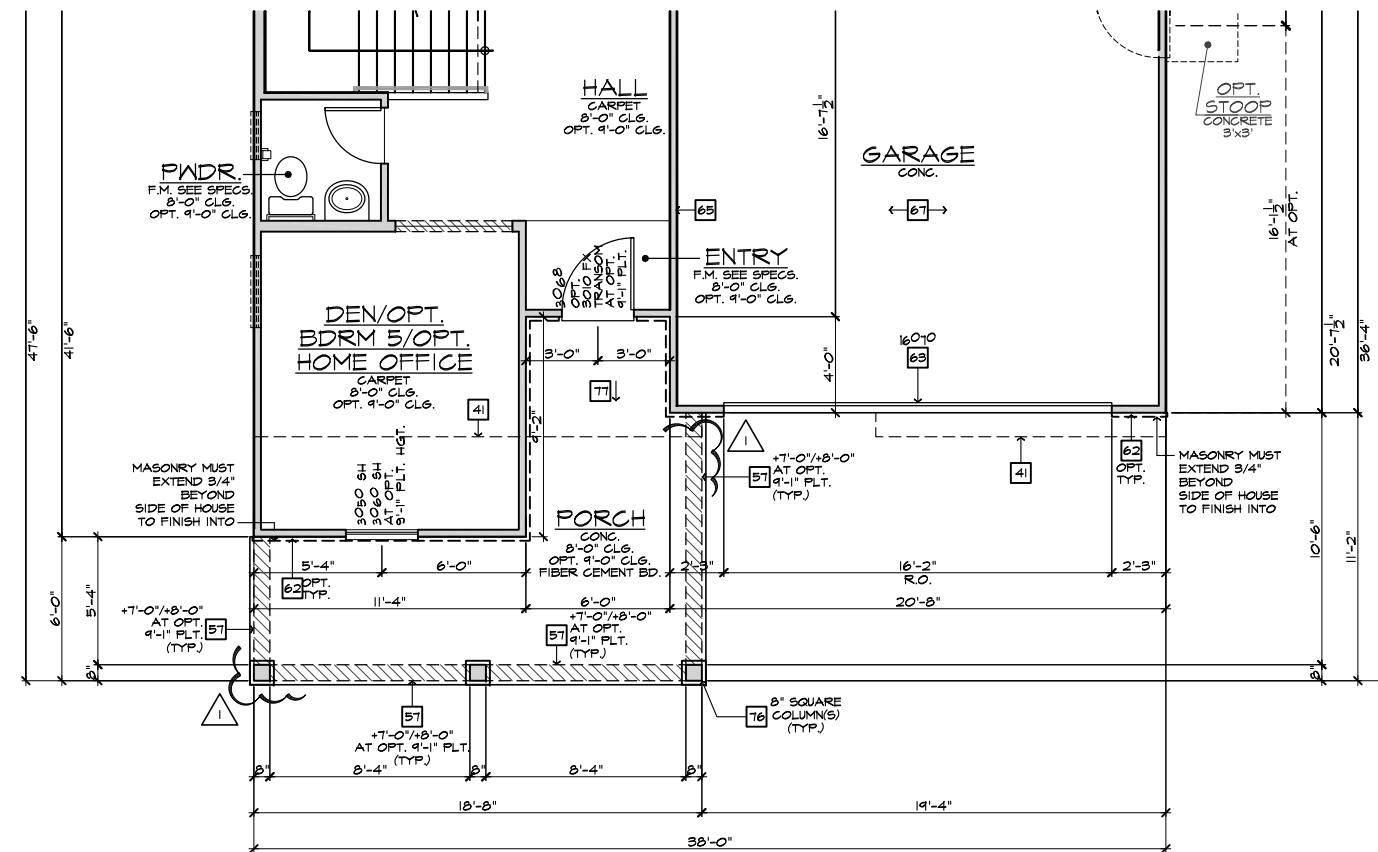 HALL
CARPET
8'-0" CLG.
OPT. 9'-0" CLG.
16'-7½"
OPT.
STOOP
CONCRETE
3'x3'
GARAGE
CONC.
PWDR.
F.M. SEE SPECS.
8'-0" CLG.
OPT. 9'-0" CLG.
65
67
16'-1½"
AT OPT.
ENTRY
F.M. SEE SPECS.
8'-0" CLG.
OPT. 9'-0" CLG.
3068
OPT.
3010 FX
TRANSOM
AT OPT.
9'-1" PLT.
DEN/OPT.
BDRM 5/OPT.
HOME OFFICE
CARPET
8'-0" CLG.
OPT. 9'-0" CLG.
47'-6"
41'-6"
3'-0"
3'-0"
77
16070
63
4'-0"
20'-7½"
36'-4"
41
9'-2"
3050 SH
3060 SH
AT OPT.
9'-1" PLT. HGT.
1
57
+7'-0"/+8'-0"
AT OPT.
9'-1" PLT.
(TYP.)
41
62
OPT.
TYP.
MASONRY MUST
EXTEND 3/4"
BEYOND
SIDE OF HOUSE
TO FINISH INTO
MASONRY MUST
EXTEND 3/4"
BEYOND
SIDE OF HOUSE
TO FINISH INTO
PORCH
CONC.
8'-0" CLG.
OPT. 9'-0" CLG.
FIBER CEMENT BD.
10'-6"
11'-2"
5'-4"
6'-0"
2'-3"
16'-2"
R.O.
2'-3"
62
OPT.
TYP.
11'-4"
6'-0"
20'-8"
6'-0"
5'-4"
+7'-0"/+8'-0"
AT OPT.
9'-1" PLT.
(TYP.)
57
57
+7'-0"/+8'-0"
AT OPT.
9'-1" PLT.
(TYP.)
8"
8"
1
57
+7'-0"/+8'-0"
AT OPT. 9'-1" PLT.
(TYP.)
76
8" SQUARE
COLUMN(S)
(TYP.)
8"
8'-4"
8"
8'-4"
8"
18'-8"
19'-4"
38'-0"